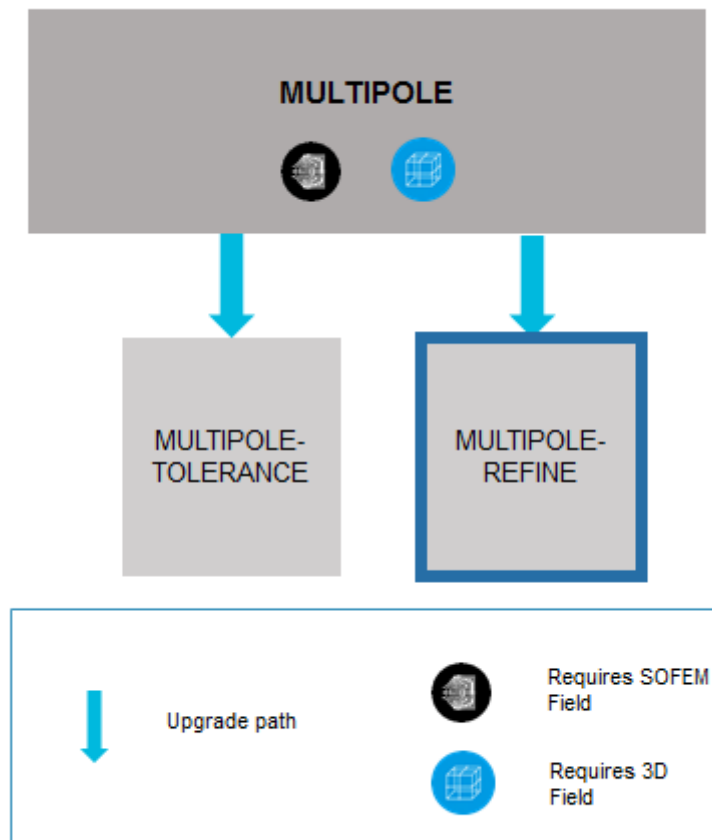 MULTIPOLE
MULTIPOLE-
TOLERANCE
MULTIPOLE-
REFINE
Upgrade path
Requires SOFEM
Field
Requires 3D
Field